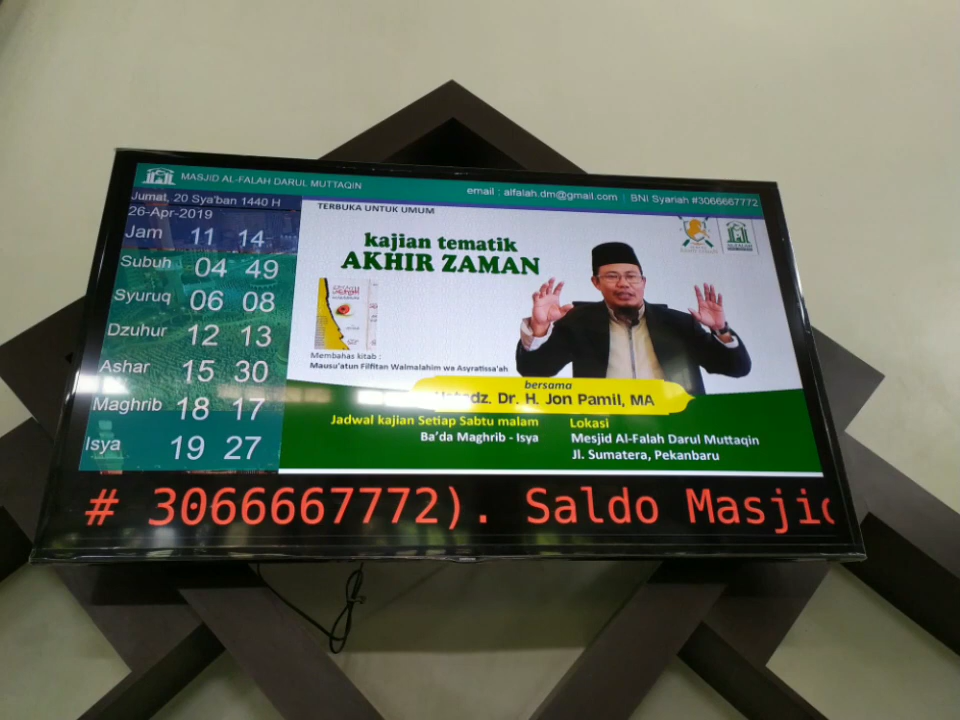 MASJID AL-FALAH DARUL MUTTAQIN
email : alfalah.dm@gmail.com | BNI Syariah #3066667772
Jumat, 20 Sya'ban 1440 H
26-Apr-2019
Jam 11 14
Subuh 04 49
Syuruq 06 08
Dzuhur 12 13
Ashar 15 30
Maghrib 18 17
Isya 19 27
TERBUKA UNTUK UMUM
kajian tematik
AKHIR ZAMAN
Membahas kitab :
Mausu'atun Filfitan Walmalahim wa Asyratissa'ah
bersama
Ustadz. Dr. H. Jon Pamil, MA
Jadwal kajian Setiap Sabtu malam
Ba'da Maghrib - Isya
Lokasi
Mesjid Al-Falah Darul Muttaqin
Jl. Sumatera, Pekanbaru
# 3066667772). Saldo Masjid